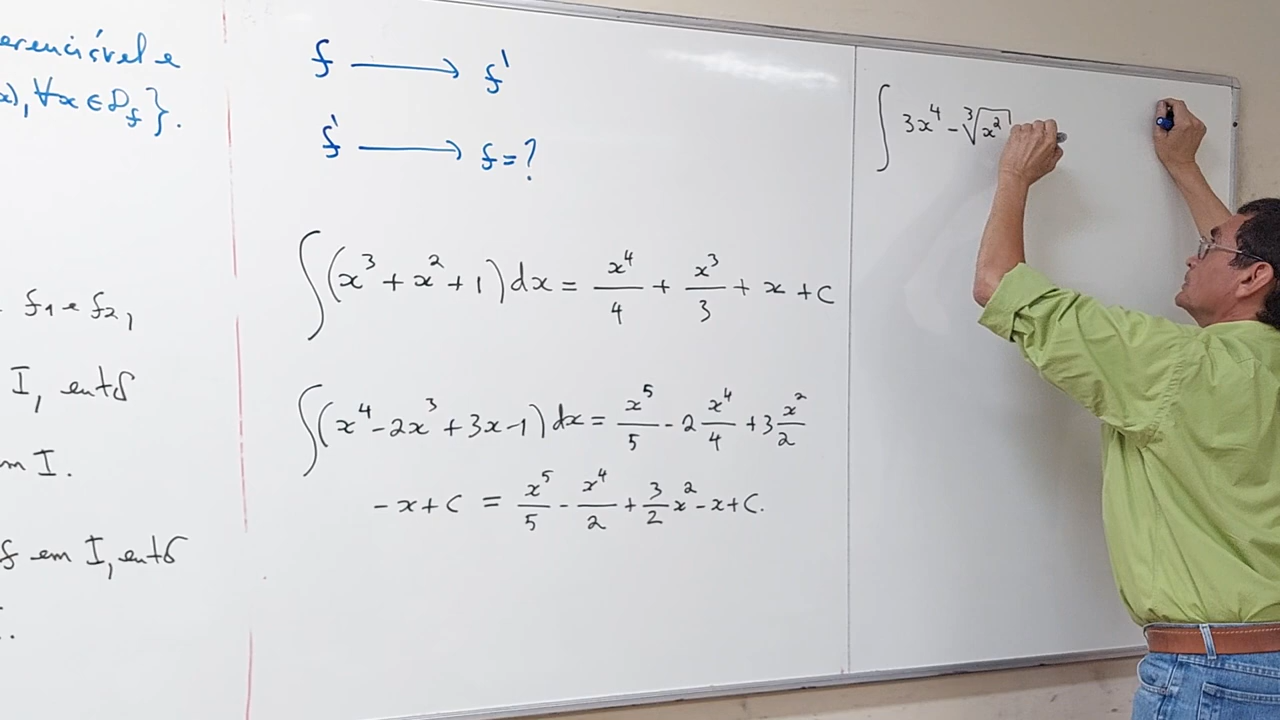 erenciável e
x), ∀x ∈ D_f}.
f₁ e f₂,
I, então
em I.
f em I, então
f ⟶ f'
f' ⟶ f = ?
∫(x³ + x² + 1) dx = x⁴/4 + x³/3 + x + C
∫(x⁴ - 2x³ + 3x - 1) dx = x⁵/5 - 2 x⁴/4 + 3 x²/2
- x + C = x⁵/5 - x⁴/2 + 3/2 x² - x + C.
∫ 3x⁴ - ∛(x²)